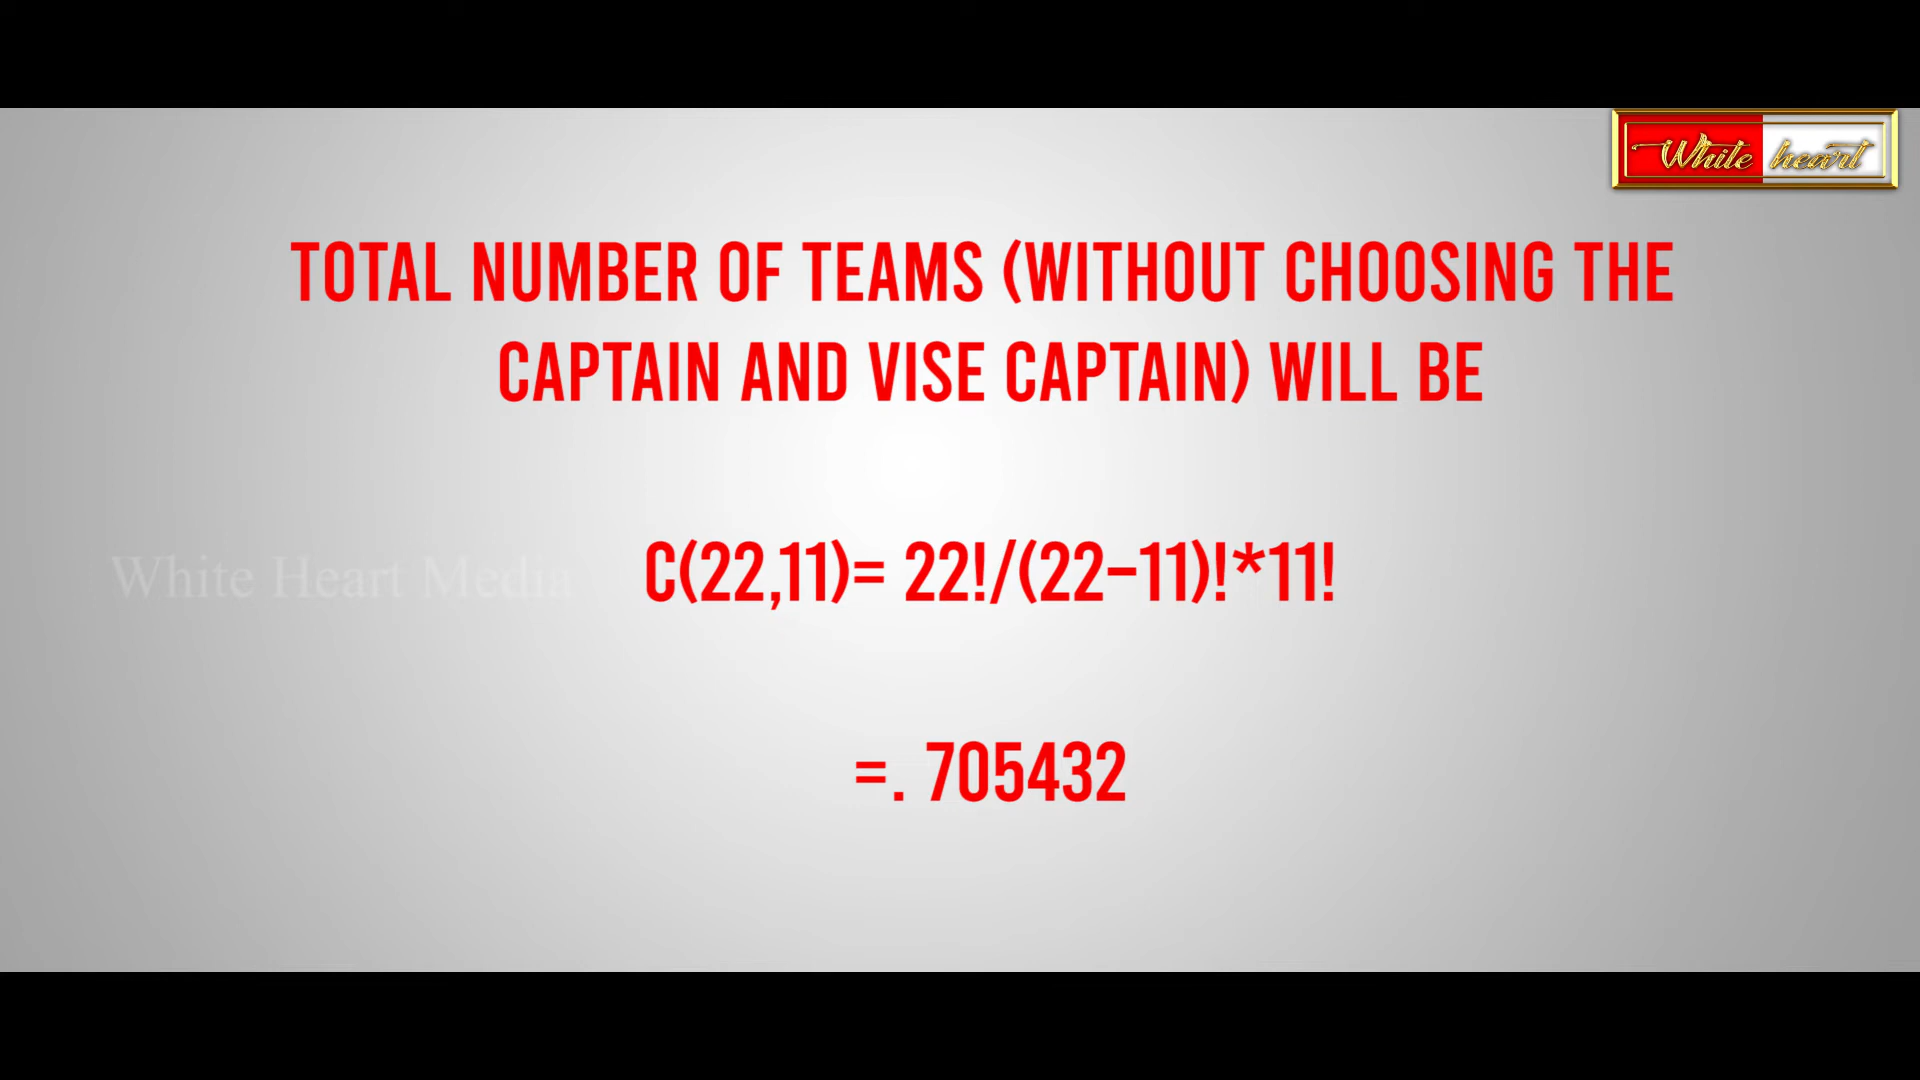 White heart
TOTAL NUMBER OF TEAMS (WITHOUT CHOOSING THE
CAPTAIN AND VISE CAPTAIN) WILL BE
White Heart Media
C(22,11)= 22!/(22-11)!*11!
=. 705432